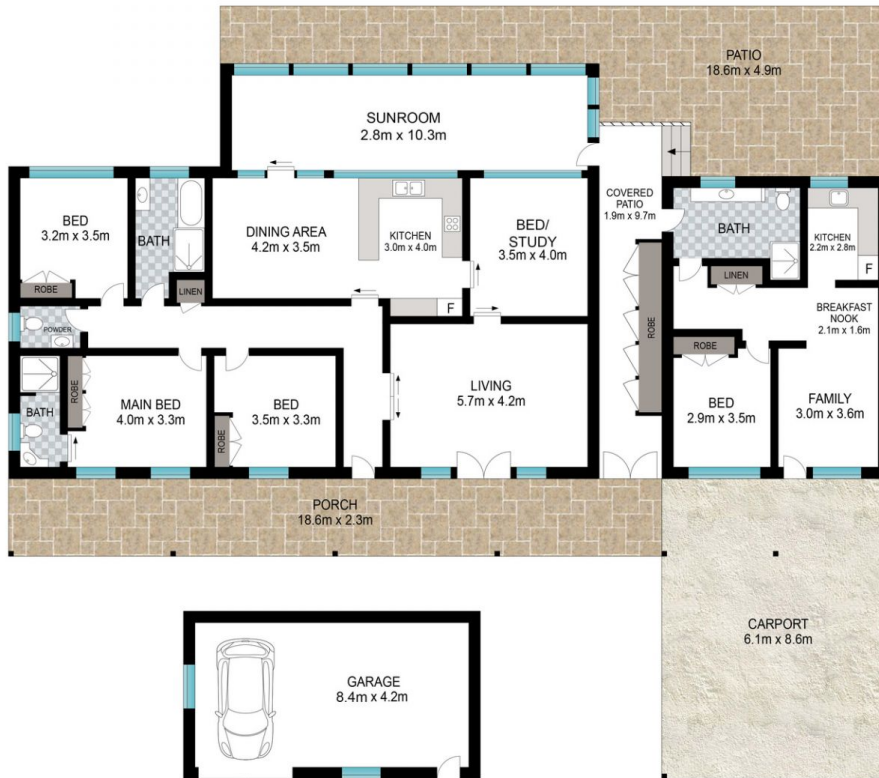 PATIO
18.6m x 4.9m
SUNROOM
2.8m x 10.3m
BED
3.2m x 3.5m
ROBE
BATH
LINEN
DINING AREA
4.2m x 3.5m
KITCHEN
3.0m x 4.0m
F
BED/
STUDY
3.5m x 4.0m
COVERED
PATIO
1.9m x 9.7m
ROBE
BATH
LINEN
KITCHEN
2.2m x 2.8m
F
BREAKFAST
NOOK
2.1m x 1.6m
POWDER
BATH
ROBE
MAIN BED
4.0m x 3.3m
ROBE
BED
3.5m x 3.3m
LIVING
5.7m x 4.2m
ROBE
BED
2.9m x 3.5m
FAMILY
3.0m x 3.6m
PORCH
18.6m x 2.3m
CARPORT
6.1m x 8.6m
GARAGE
8.4m x 4.2m